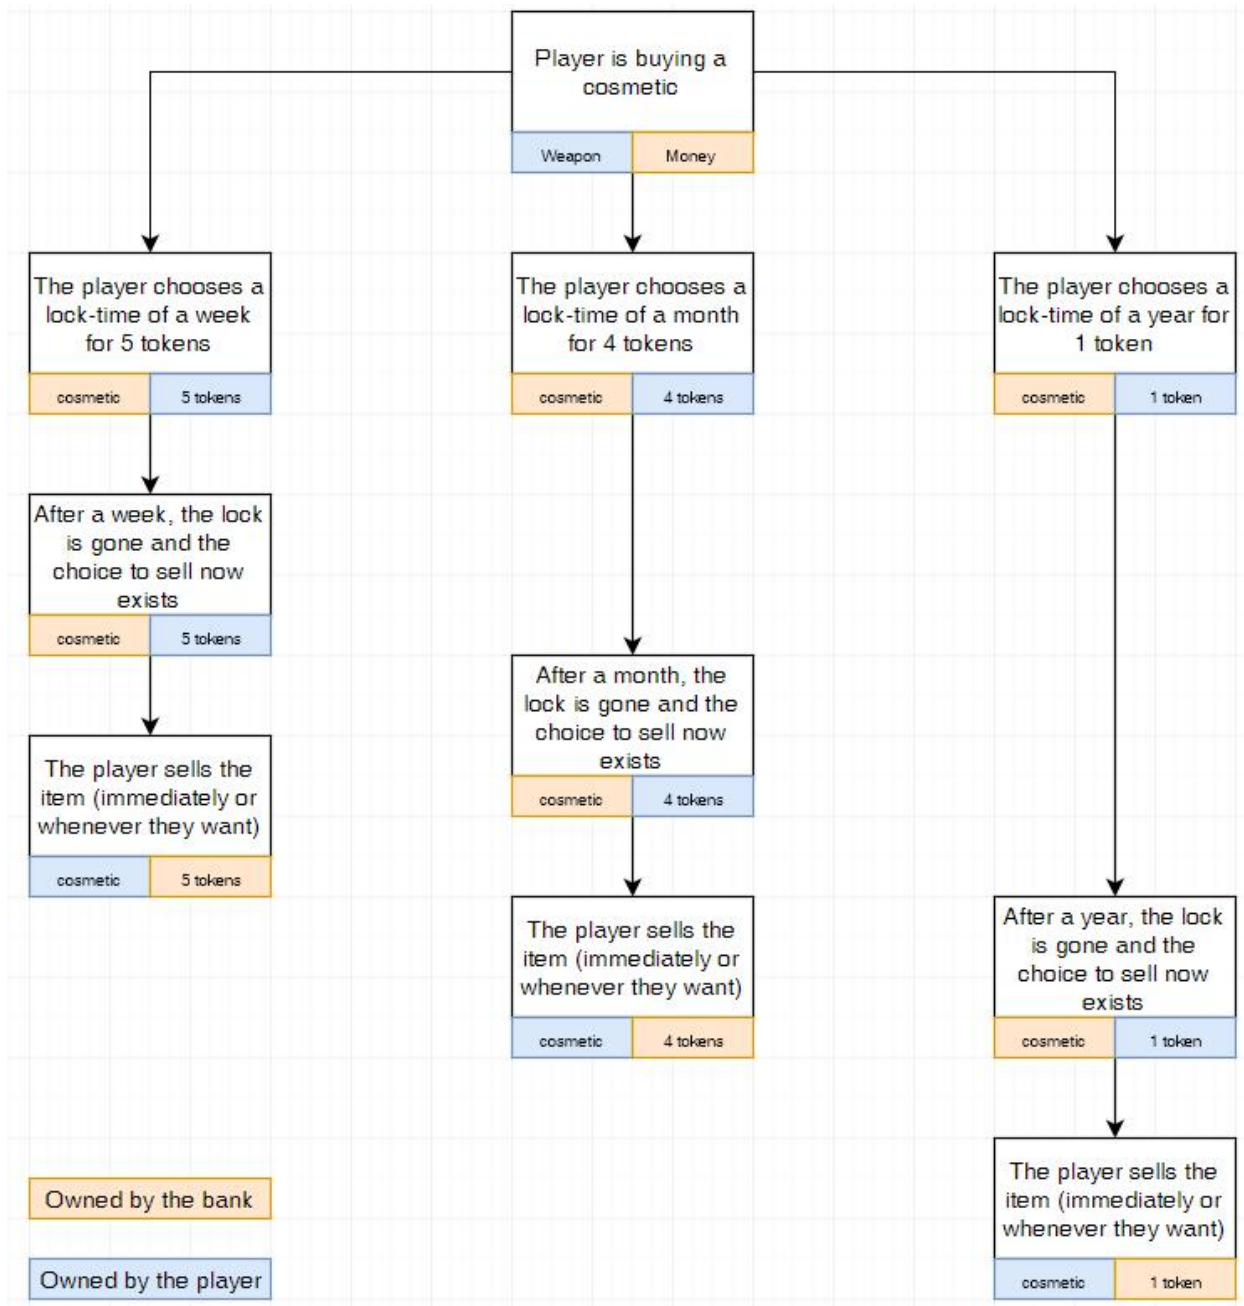 Player is buying a
cosmetic
Weapon
Money
The player chooses a
lock-time of a week
for 5 tokens
cosmetic
5 tokens
The player chooses a
lock-time of a month
for 4 tokens
cosmetic
4 tokens
The player chooses a
lock-time of a year for
1 token
cosmetic
1 token
After a week, the lock
is gone and the
choice to sell now
exists
cosmetic
5 tokens
After a month, the
lock is gone and the
choice to sell now
exists
cosmetic
4 tokens
The player sells the
item (immediately or
whenever they want)
cosmetic
5 tokens
The player sells the
item (immediately or
whenever they want)
cosmetic
4 tokens
After a year, the lock
is gone and the
choice to sell now
exists
cosmetic
1 token
The player sells the
item (immediately or
whenever they want)
cosmetic
1 token
Owned by the bank
Owned by the player